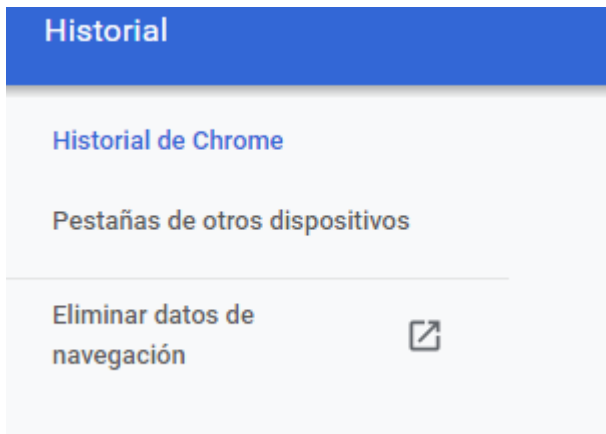 Historial
Historial de Chrome
Pestañas de otros dispositivos
Eliminar datos de
navegación